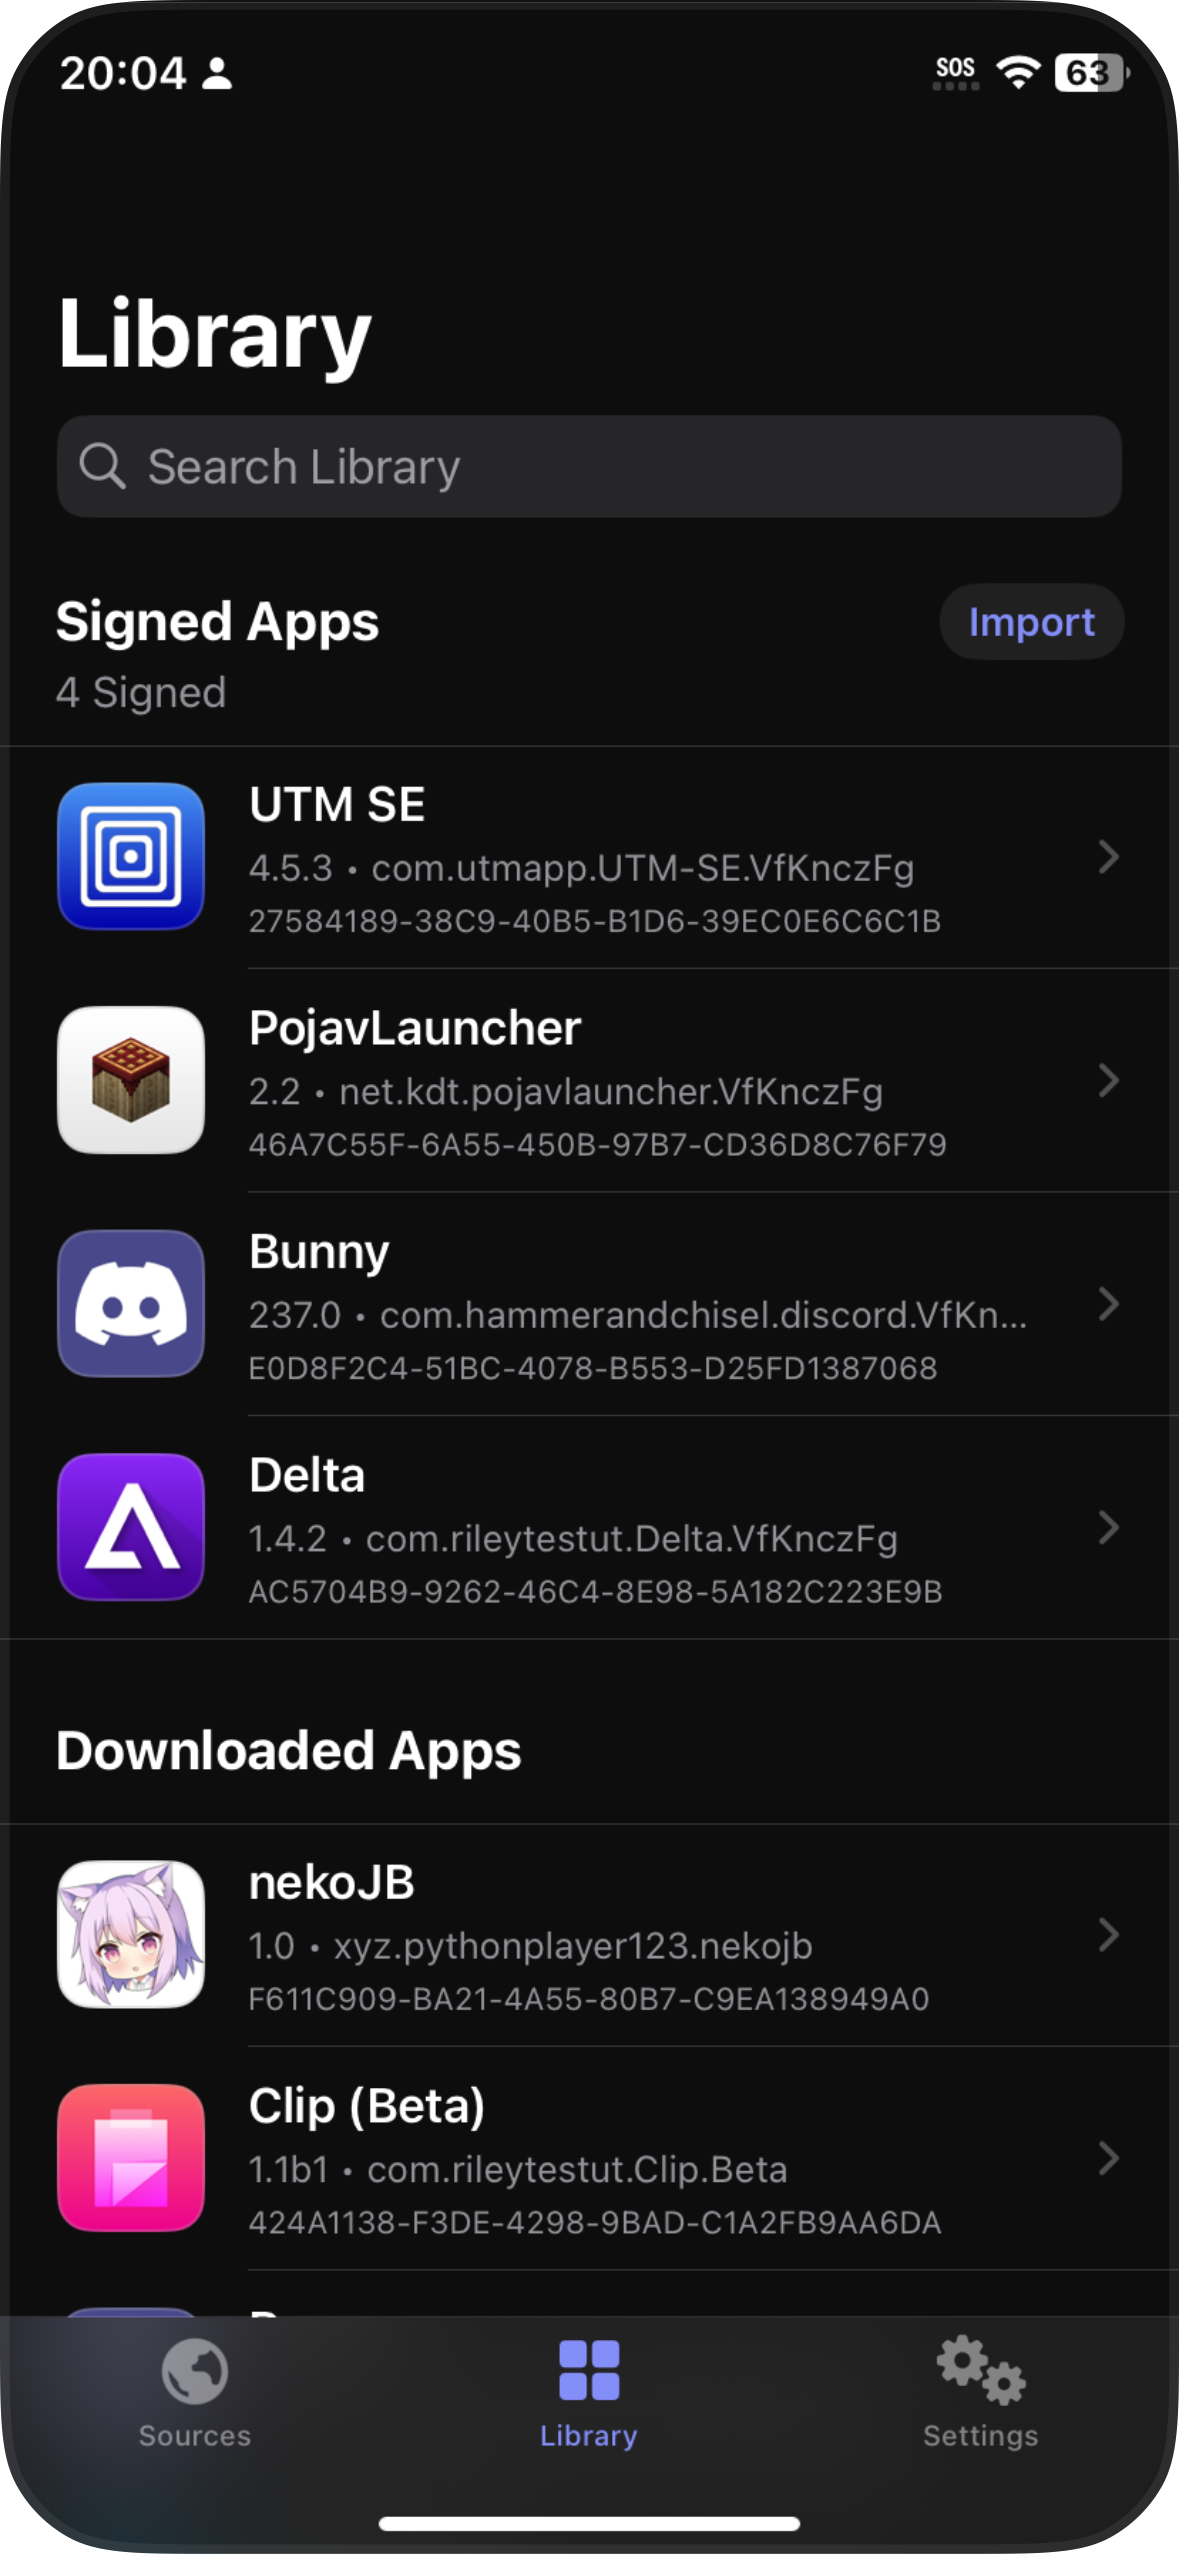 20:04
SOS
63
Library
Search Library
Signed Apps
Import
4 Signed
UTM SE
4.5.3 • com.utmapp.UTM-SE.VfKnczFg
27584189-38C9-40B5-B1D6-39EC0E6C6C1B
PojavLauncher
2.2 • net.kdt.pojavlauncher.VfKnczFg
46A7C55F-6A55-450B-97B7-CD36D8C76F79
Bunny
237.0 • com.hammerandchisel.discord.VfKn...
E0D8F2C4-51BC-4078-B553-D25FD1387068
Delta
1.4.2 • com.rileytestut.Delta.VfKnczFg
AC5704B9-9262-46C4-8E98-5A182C223E9B
Downloaded Apps
nekoJB
1.0 • xyz.pythonplayer123.nekojb
F611C909-BA21-4A55-80B7-C9EA138949A0
Clip (Beta)
1.1b1 • com.rileytestut.Clip.Beta
424A1138-F3DE-4298-9BAD-C1A2FB9AA6DA
Sources
Library
Settings